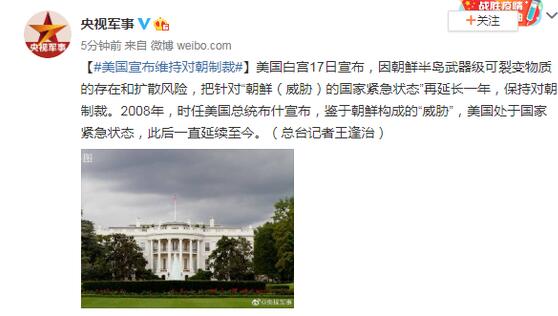 战胜疫情
央视军事
+关注
5分钟前 来自 微博 weibo.com
央视军事
【#美国宣布维持对朝制裁#】美国白宫17日宣布，因朝鲜半岛武器级可裂变物质
的存在和扩散风险，把针对“朝鲜（威胁）的国家紧急状态”再延长一年，保持对朝
制裁。2008年，时任美国总统布什宣布，鉴于朝鲜构成的“威胁”，美国处于国家
紧急状态，此后一直延续至今。（总台记者王逢治）
图
@央视军事